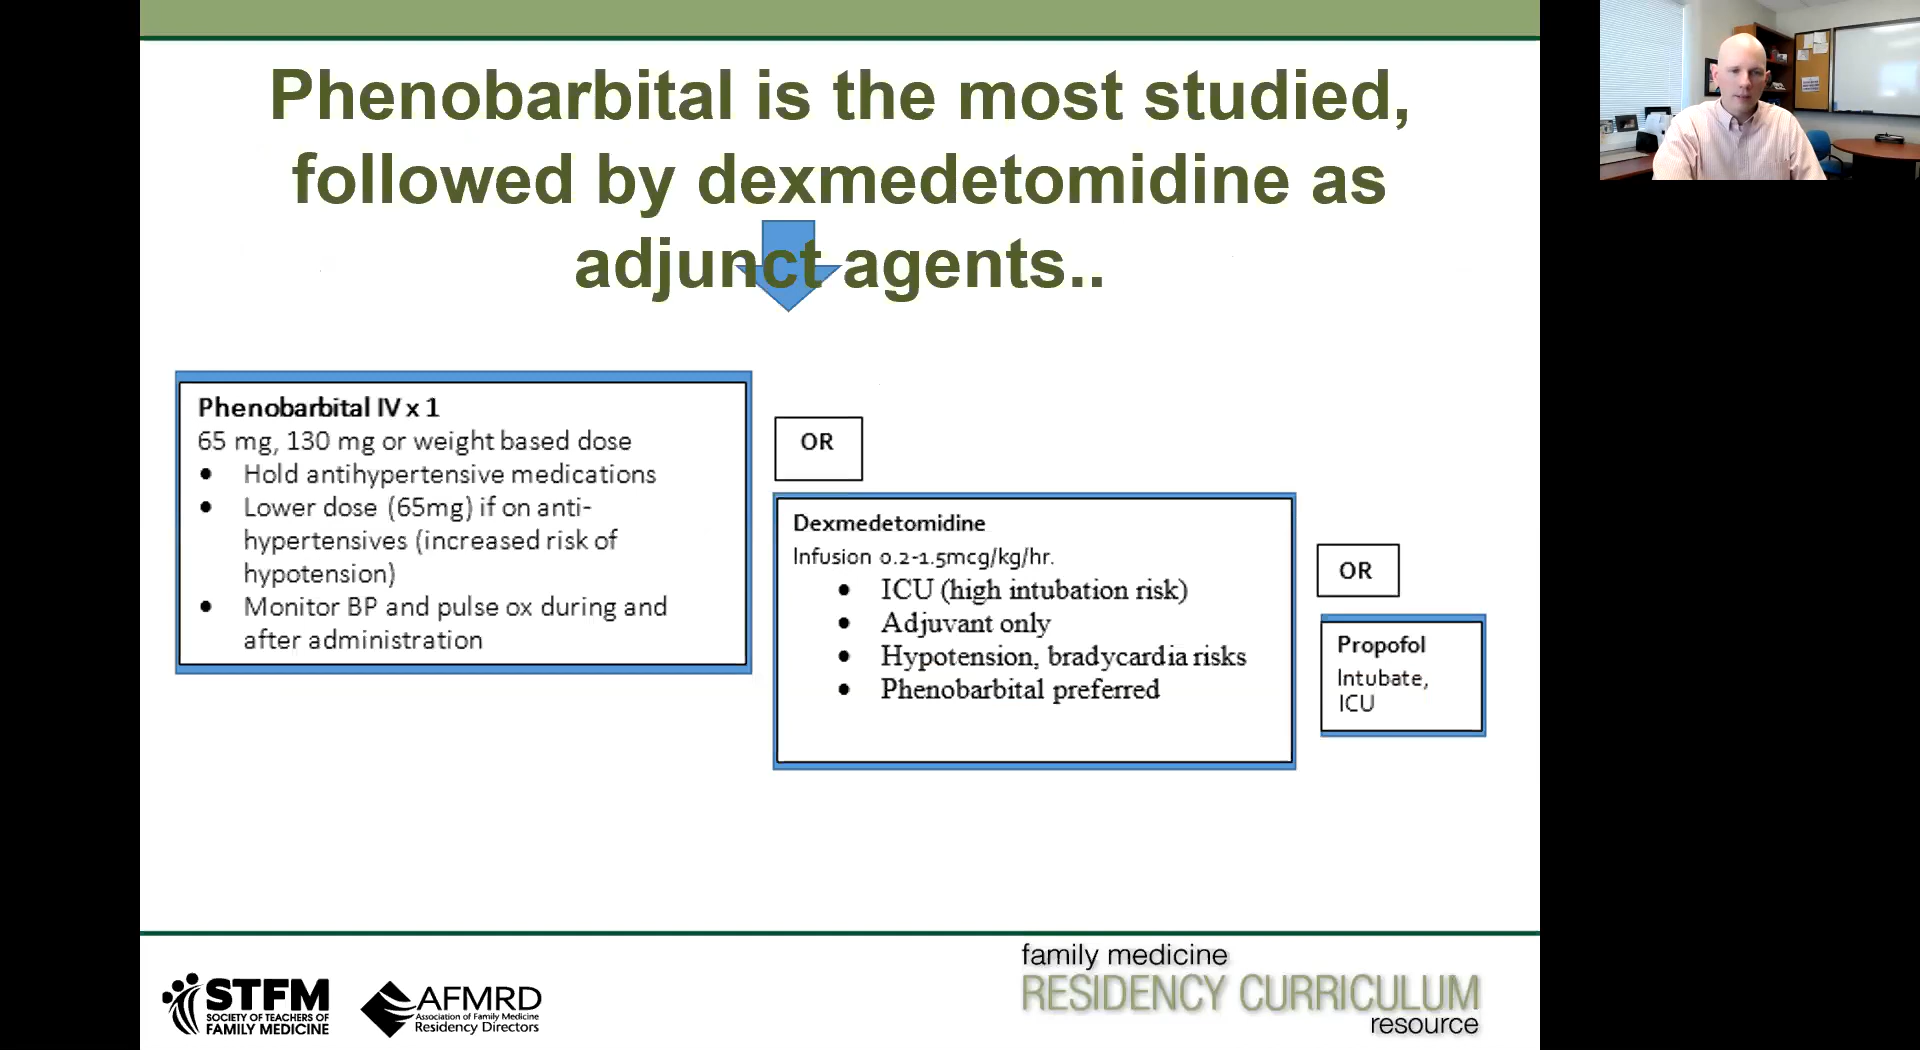 Phenobarbital is the most studied,
followed by dexmedetomidine as
adjunct agents..
Phenobarbital IV x 1
65 mg, 130 mg or weight based dose
• Hold antihypertensive medications
• Lower dose (65mg) if on anti-
hypertensives (increased risk of
hypotension)
• Monitor BP and pulse ox during and
after administration
OR
Dexmedetomidine
Infusion 0.2-1.5mcg/kg/hr.
• ICU (high intubation risk)
• Adjuvant only
• Hypotension, bradycardia risks
• Phenobarbital preferred
OR
Propofol
Intubate,
ICU
STFM
SOCIETY OF TEACHERS OF
FAMILY MEDICINE
AFMRD
Association of Family Medicine
Residency Directors
family medicine
RESIDENCY CURRICULUM
resource